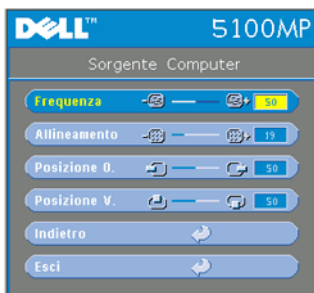 DELL™ 5100MP
Sorgente Computer
Frequenza 50
Allineamento 19
Posizione O. 50
Posizione V. 50
Indietro
Esci